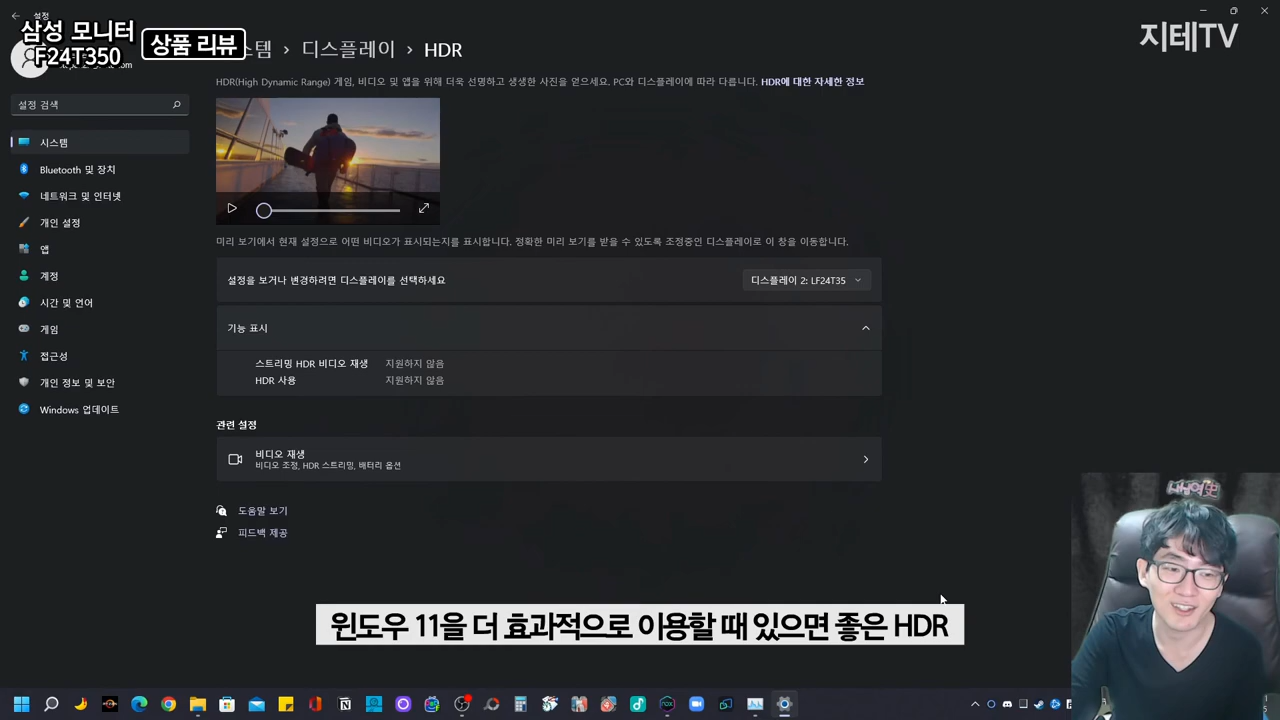 설정
삼성 모니터
F24T350
상품 리뷰
지테TV
디스플레이 › HDR
HDR(High Dynamic Range) 게임, 비디오 및 앱을 위해 더욱 선명하고 생생한 사진을 얻으세요. PC와 디스플레이에 따라 다릅니다. HDR에 대한 자세한 정보
설정 검색
시스템
Bluetooth 및 장치
네트워크 및 인터넷
개인 설정
앱
계정
시간 및 언어
게임
접근성
개인 정보 및 보안
Windows 업데이트
미리 보기에서 현재 설정으로 어떤 비디오가 표시되는지를 표시합니다. 정확한 미리 보기를 받을 수 있도록 조정중인 디스플레이로 이 창을 이동합니다.
설정을 보거나 변경하려면 디스플레이를 선택하세요
디스플레이 2: LF24T35
기능 표시
스트리밍 HDR 비디오 재생 지원하지 않음
HDR 사용 지원하지 않음
관련 설정
비디오 재생
비디오 조정, HDR 스트리밍, 배터리 옵션
도움말 보기
피드백 제공
윈도우 11을 더 효과적으로 이용할 때 있으면 좋은 HDR